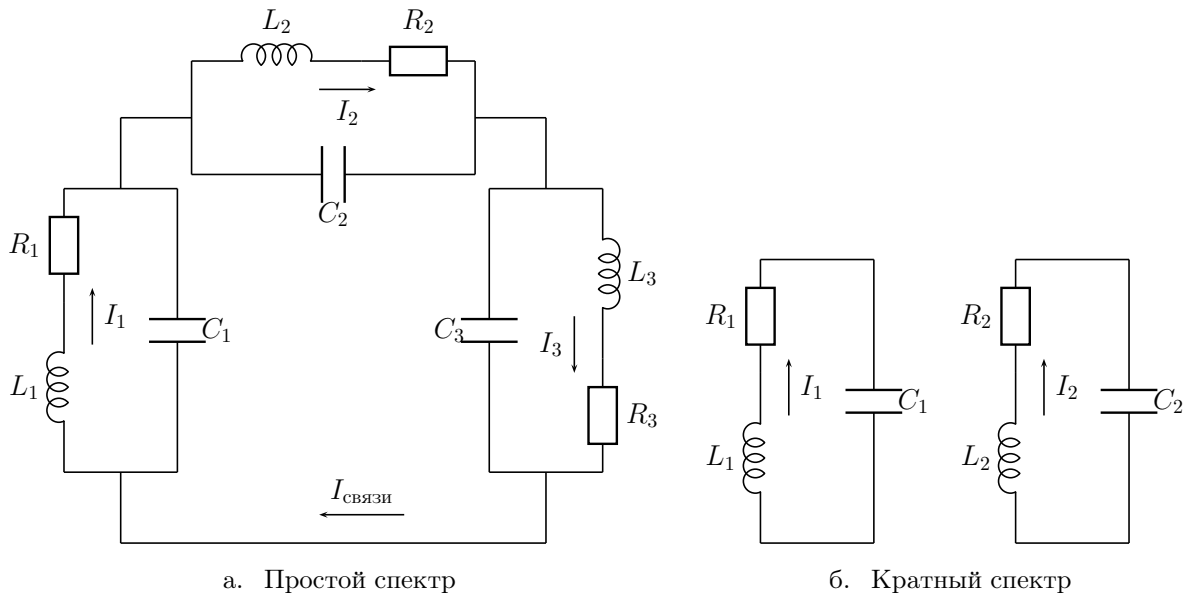 L₂ R₂
I₂
C₂
R₁ I₁ L₁ C₁
C₃ L₃ I₃ R₃
I связи
R₁ I₁ L₁ C₁
R₂ I₂ L₂ C₂
а. Простой спектр
б. Кратный спектр